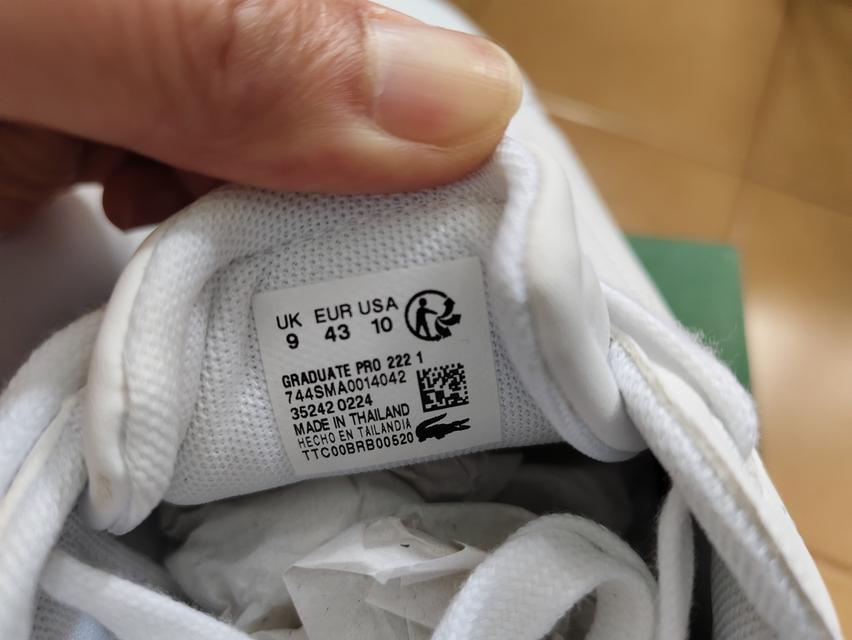 UK EUR USA
9 43 10
GRADUATE PRO 222 1
744SMA0014042
35242 0224
MADE IN THAILAND
HECHO EN TAILANDIA
TTC00BRB00520